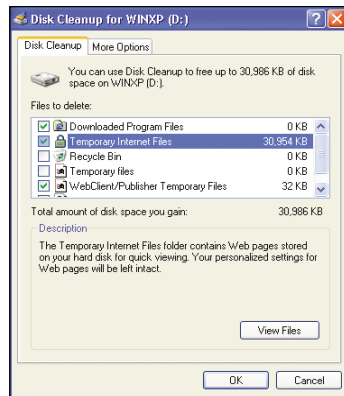 Disk Cleanup for WINXP (D:)
Disk Cleanup More Options
You can use Disk Cleanup to free up to 30,986 KB of disk
space on WINXP (D:).
Files to delete:
Downloaded Program Files 0 KB
Temporary Internet Files 30,954 KB
Recycle Bin 0 KB
Temporary files 0 KB
WebClient/Publisher Temporary Files 32 KB
Total amount of disk space you gain: 30,986 KB
Description
The Temporary Internet Files folder contains Web pages stored
on your hard disk for quick viewing. Your personalized settings for
Web pages will be left intact.
View Files
OK Cancel